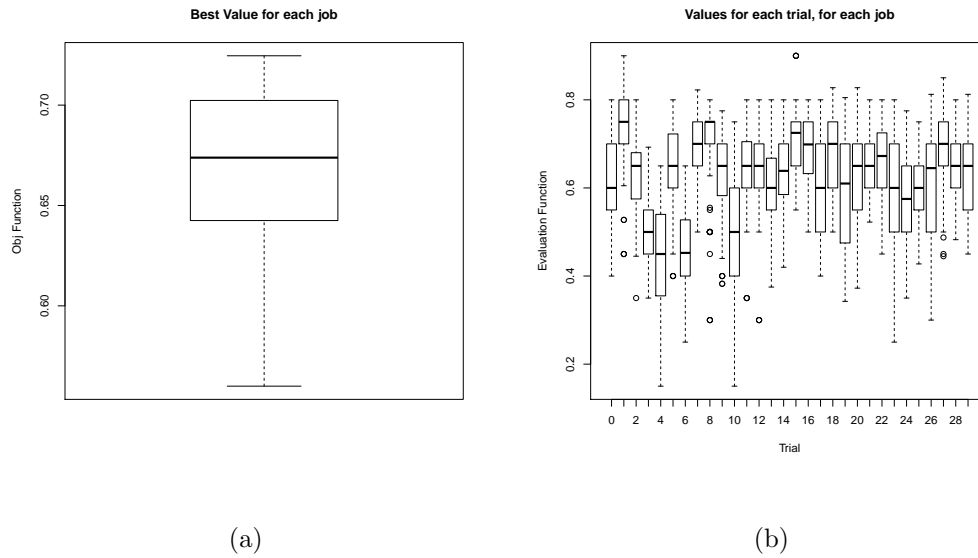 Best Value for each job
Obj Function
0.70
0.65
0.60
(a)
Values for each trial, for each job
Evaluation Function
0.8
0.6
0.4
0.2
0 2 4 6 8 10 12 14 16 18 20 22 24 26 28
Trial
(b)